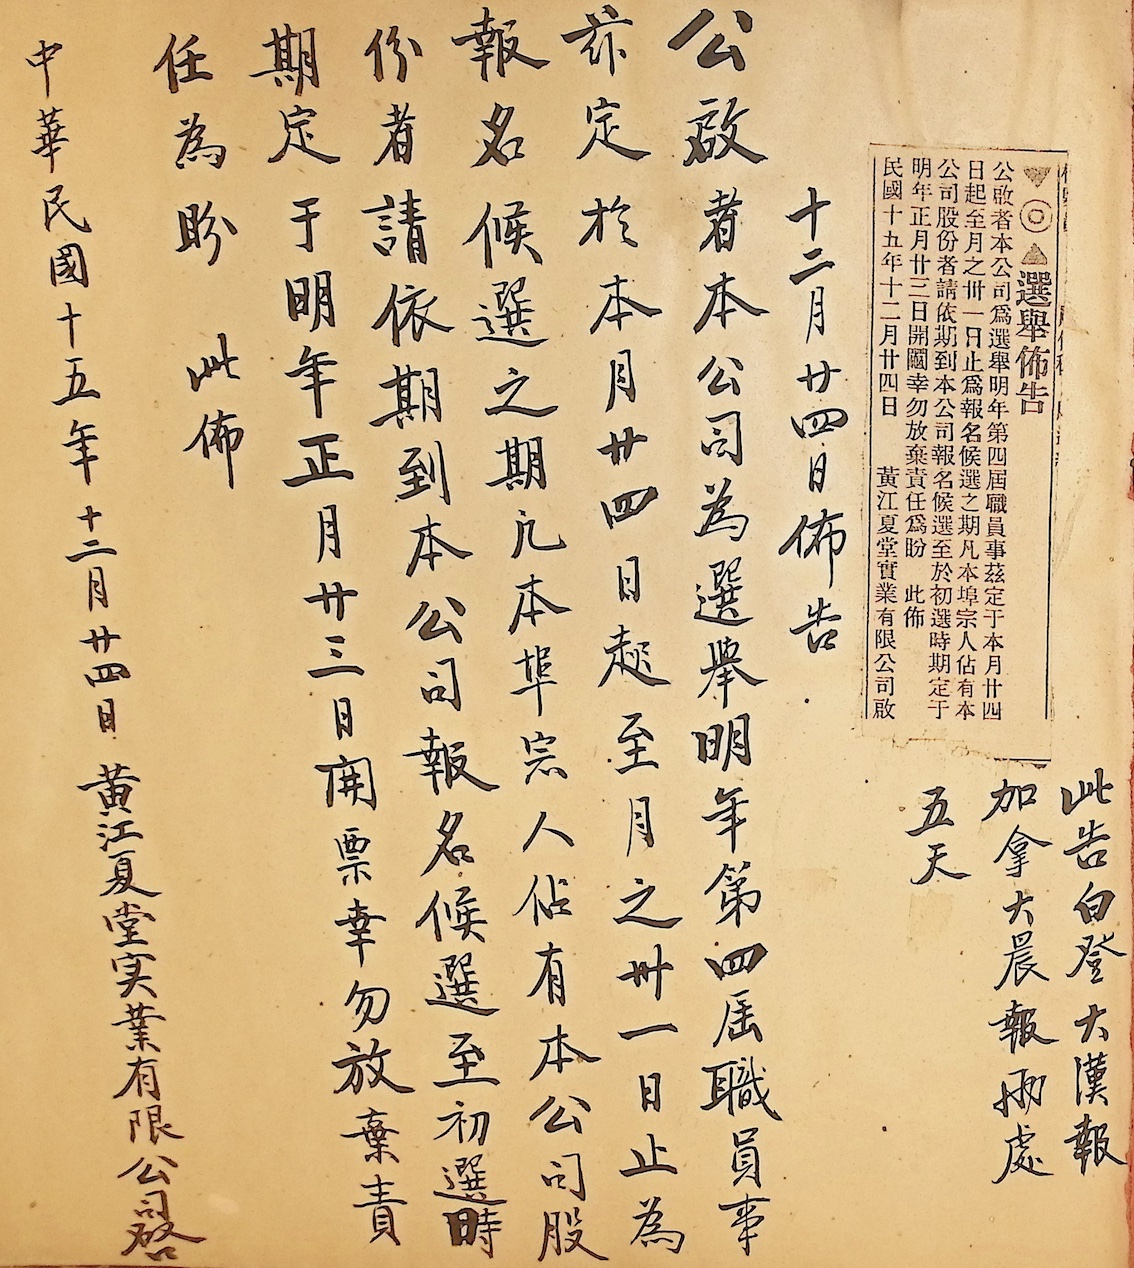 此告白登大漢報
加拿大晨報兩處
五天
▼◎▲選舉佈告
公啟者本公司爲選舉明年第四屆職員事茲定于本月廿四
日起至月之卅一日止爲報名候選之期凡本埠宗人佔有本
公司股份者請依期到本公司報名候選至於初選時期定于
明年正月廿三日開鬮幸勿放棄責任爲盼 此佈
民國十九年十二月廿四日 黃江夏堂實業有限公司啟
十二月廿四日佈告.
公啟者本公司為選舉明年第四屆職員事
茲定於本月廿四日起至月之卅一日止為
報名候選之期凡本埠宗人佔有本公司股
份者請依期到本公司報名候選至初選時
期定于明年正月廿三日開票幸勿放棄責
任為盼 此佈
中華民國十五年十二月廿四日 黃江夏堂实業有限公司啓